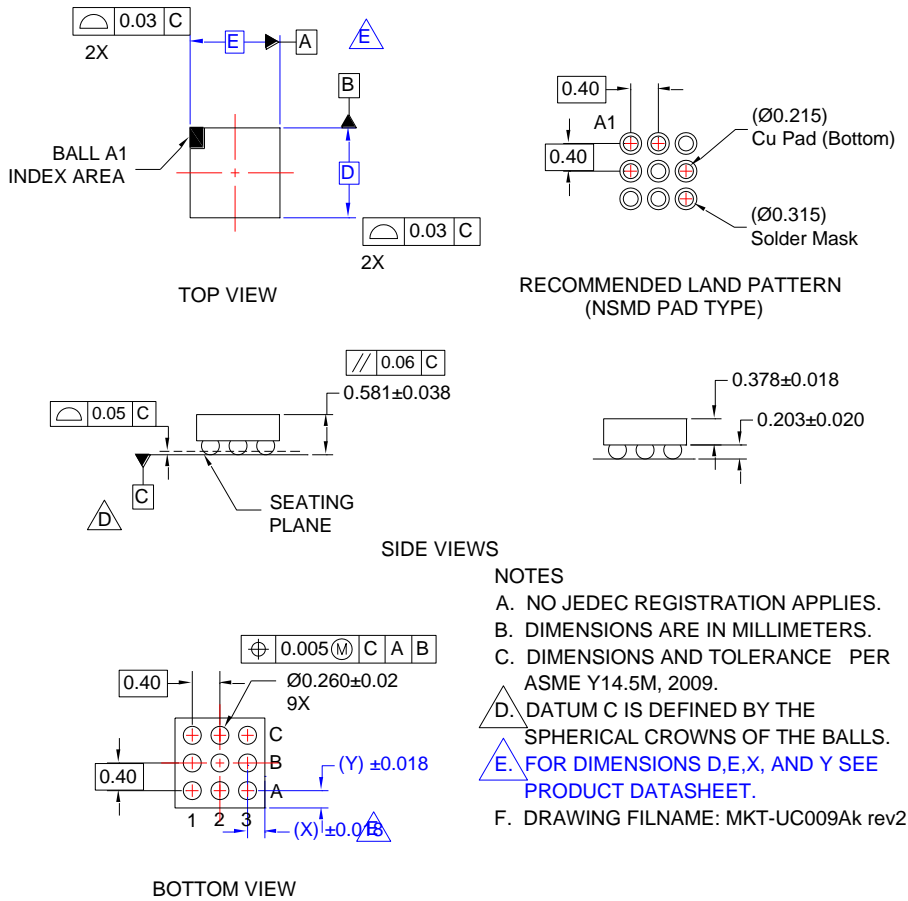 0.03 C
2X
E
A
E
B
BALL A1
INDEX AREA
D
0.03 C
2X
TOP VIEW
0.40
A1
0.40
(Ø0.215)
Cu Pad (Bottom)
(Ø0.315)
Solder Mask
RECOMMENDED LAND PATTERN
(NSMD PAD TYPE)
// 0.06 C
0.581±0.038
0.05 C
C
D
SEATING
PLANE
0.378±0.018
0.203±0.020
SIDE VIEWS
NOTES
A. NO JEDEC REGISTRATION APPLIES.
B. DIMENSIONS ARE IN MILLIMETERS.
C. DIMENSIONS AND TOLERANCE PER
ASME Y14.5M, 2009.
D. DATUM C IS DEFINED BY THE
SPHERICAL CROWNS OF THE BALLS.
E. FOR DIMENSIONS D,E,X, AND Y SEE
PRODUCT DATASHEET.
F. DRAWING FILNAME: MKT-UC009Ak rev2
0.005 Ⓜ C A B
0.40
Ø0.260±0.02
9X
C
B
A
0.40
1 2 3
(Y) ±0.018
(X) ±0.018
E
BOTTOM VIEW